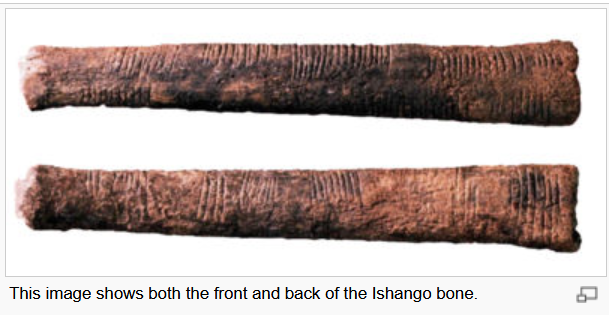 This image shows both the front and back of the Ishango bone.